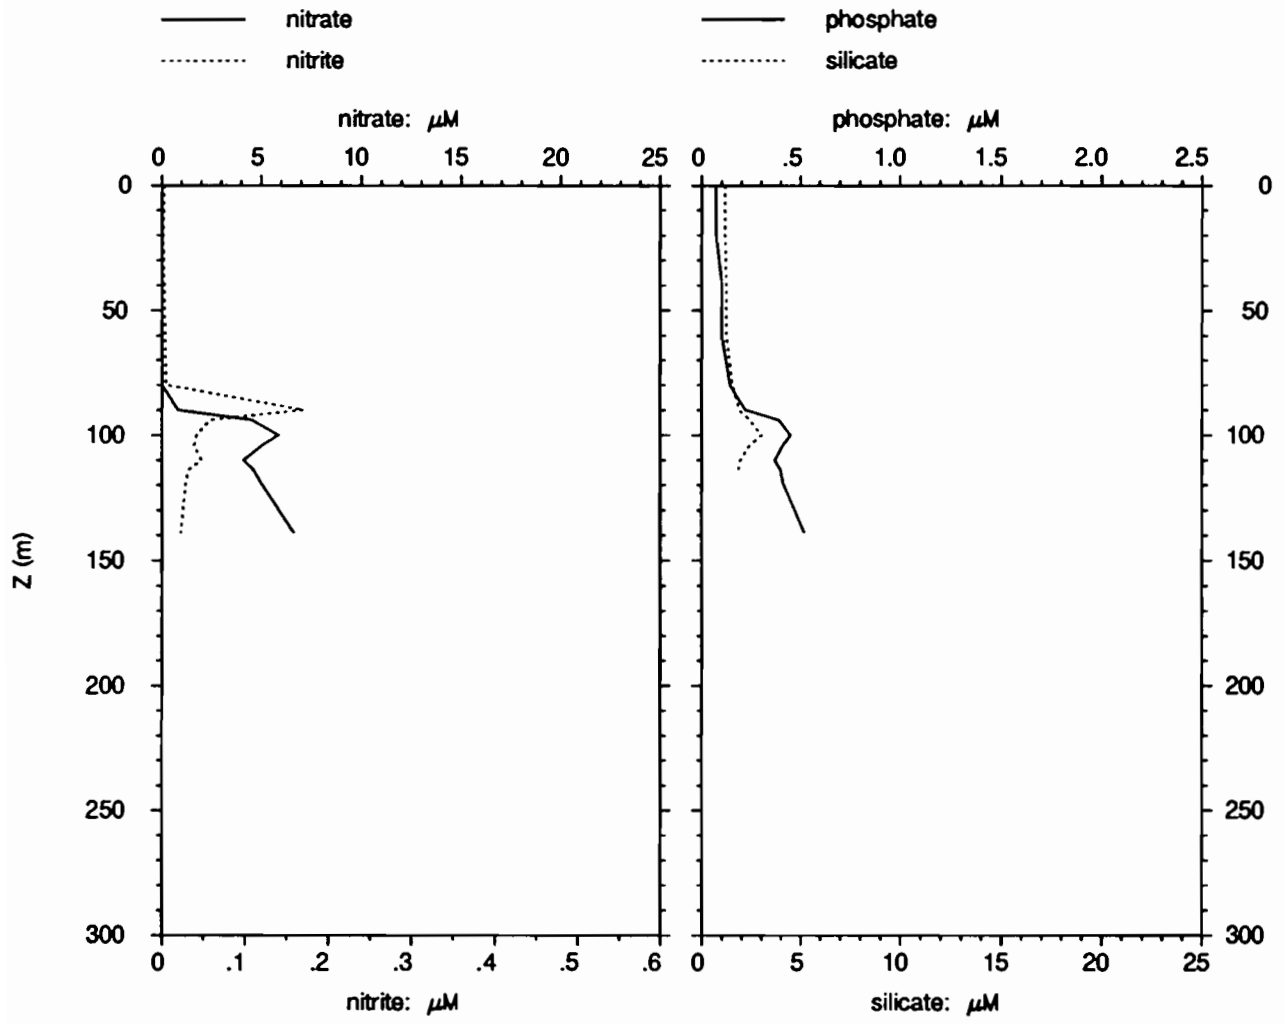 nitrate
nitrite
phosphate
silicate
nitrate: μM
phosphate: μM
0 5 10 15 20 25
0 .5 1.0 1.5 2.0 2.5
0 0
50 50
100 100
Z (m)
150 150
200 200
250 250
300 300
0 .1 .2 .3 .4 .5 .6
0 5 10 15 20 25
nitrite: μM
silicate: μM